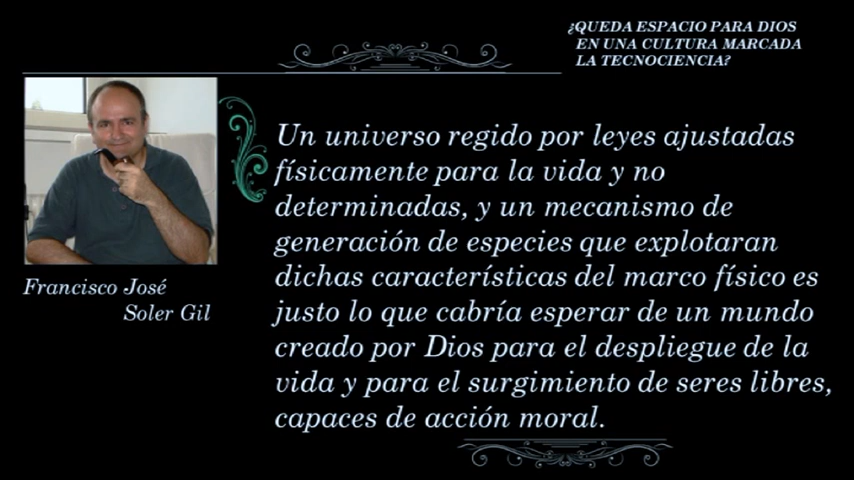 ¿QUEDA ESPACIO PARA DIOS
EN UNA CULTURA MARCADA
LA TECNOCIENCIA?
Un universo regido por leyes ajustadas
físicamente para la vida y no
determinadas, y un mecanismo de
generación de especies que explotaran
dichas características del marco físico es
justo lo que cabría esperar de un mundo
creado por Dios para el despliegue de la
vida y para el surgimiento de seres libres,
capaces de acción moral.
Francisco José
Soler Gil